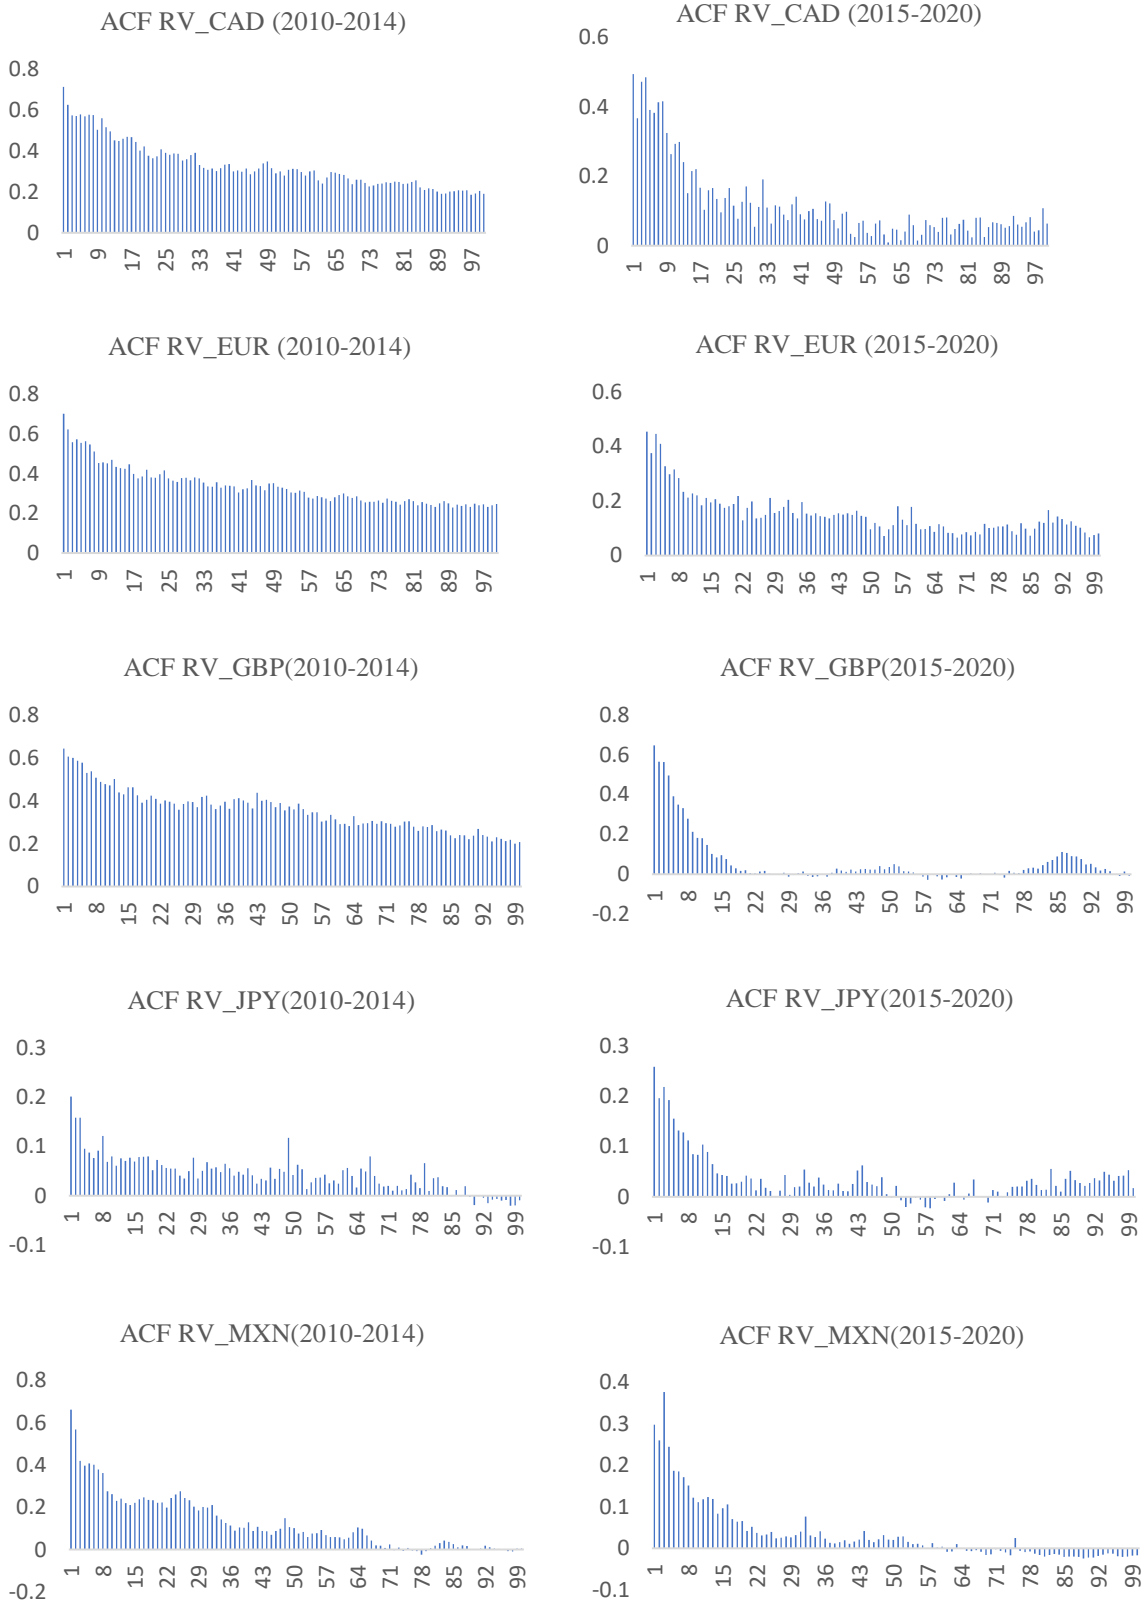 ACF RV_CAD (2010-2014)
0.8
0.6
0.4
0.2
0
1 9 17 25 33 41 49 57 65 73 81 89 97
ACF RV_CAD (2015-2020)
0.6
0.4
0.2
0
1 9 17 25 33 41 49 57 65 73 81 89 97
ACF RV_EUR (2010-2014)
0.8
0.6
0.4
0.2
0
1 9 17 25 33 41 49 57 65 73 81 89 97
ACF RV_EUR (2015-2020)
0.6
0.4
0.2
0
1 8 15 22 29 36 43 50 57 64 71 78 85 92 99
ACF RV_GBP(2010-2014)
0.8
0.6
0.4
0.2
0
1 8 15 22 29 36 43 50 57 64 71 78 85 92 99
ACF RV_GBP(2015-2020)
0.8
0.6
0.4
0.2
0
-0.2
1 8 15 22 29 36 43 50 57 64 71 78 85 92 99
ACF RV_JPY(2010-2014)
0.3
0.2
0.1
0
-0.1
1 8 15 22 29 36 43 50 57 64 71 78 85 92 99
ACF RV_JPY(2015-2020)
0.3
0.2
0.1
0
-0.1
1 8 15 22 29 36 43 50 57 64 71 78 85 92 99
ACF RV_MXN(2010-2014)
0.8
0.6
0.4
0.2
0
-0.2
1 8 15 22 29 36 43 50 57 64 71 78 85 92 99
ACF RV_MXN(2015-2020)
0.4
0.3
0.2
0.1
0
-0.1
1 8 15 22 29 36 43 50 57 64 71 78 85 92 99